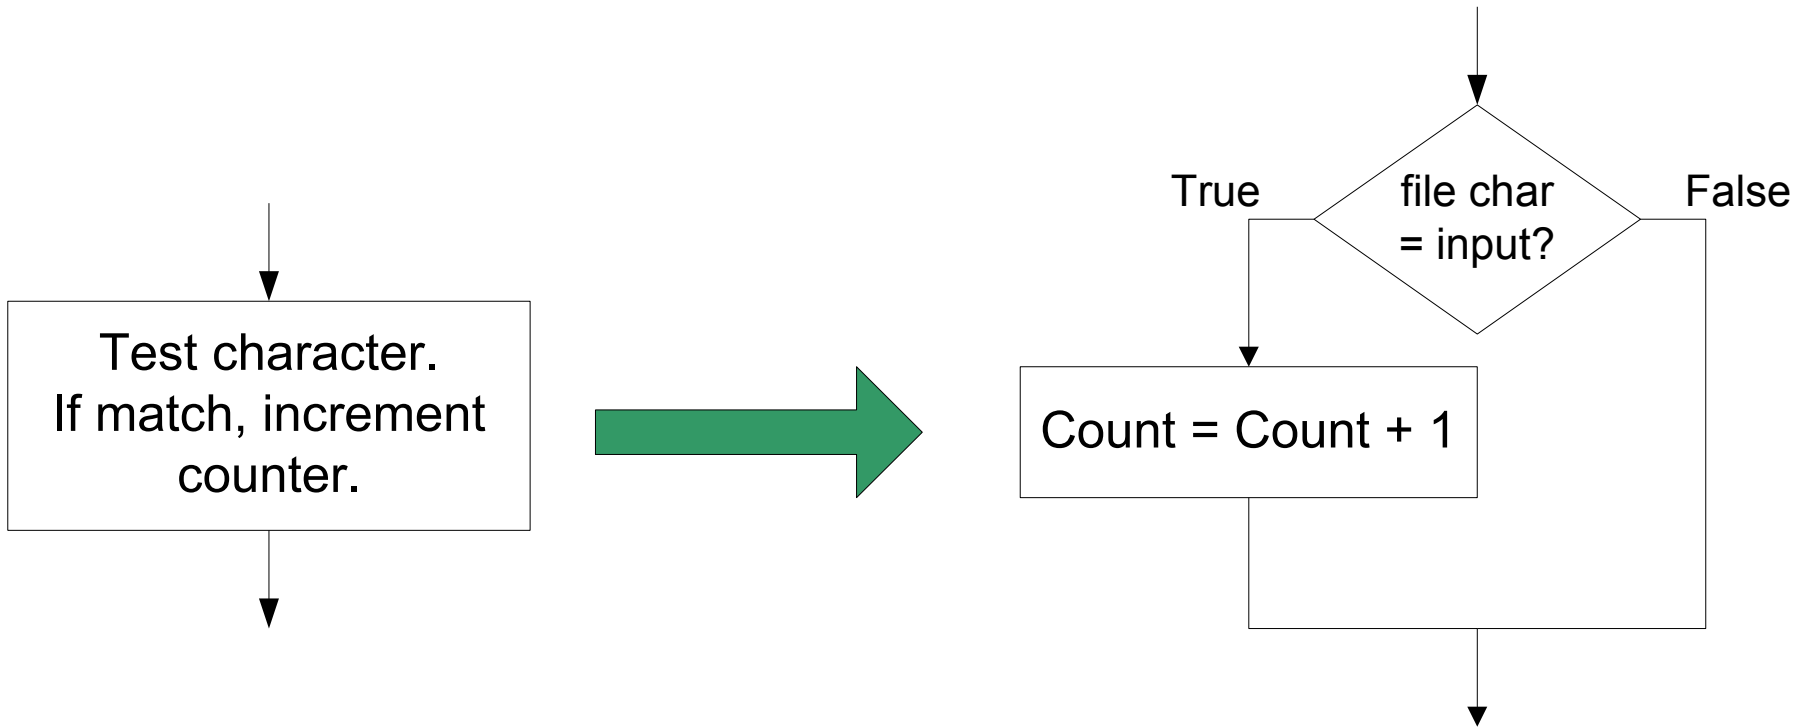 Test character.
If match, increment
counter.
True
file char
= input?
False
Count = Count + 1